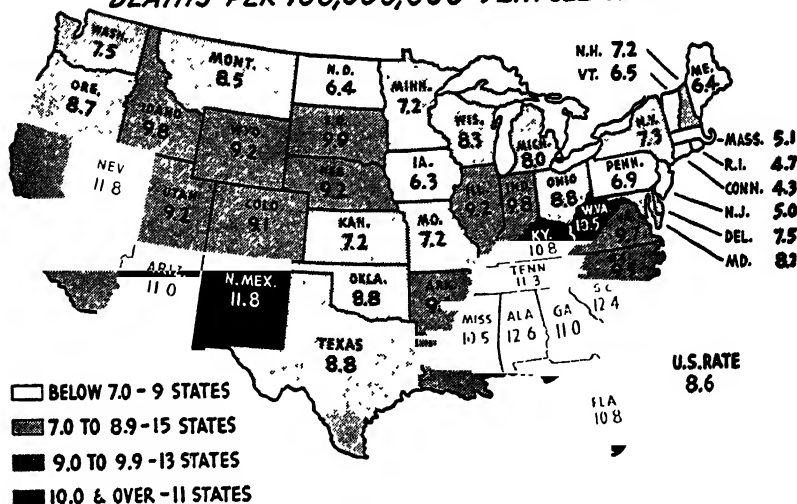 DEATHS PER 100,000,000 VEHICLE MILES
WASH. 7.5
ORE. 8.7
IDAHO 9.8
MONT. 8.5
WYO. 9.2
NEV 11 8
UTAH 9.2
COLO 9.1
ARIZ 11 0
N. MEX. 11.8
N.D. 6.4
S.D. 9.9
NEB. 9.2
KAN. 7.2
OKLA. 8.8
TEXAS 8.8
MINN. 7.2
IA. 6.3
MO. 7.2
ARK. 9
WIS. 8.3
MICH. 8.0
ILL. 9.2
IND. 9.8
OHIO 8.8
KY. 10 8
W.VA 10.5
TENN 11.3
MISS 10 5
ALA 12 6
GA 11 0
SC 12 4
FLA 10 8
PENN. 6.9
N.Y. 7.3
ME. 6.4
N.H. 7.2
VT. 6.5
MASS. 5.1
R.I. 4.7
CONN. 4.3
N.J. 5.0
DEL. 7.5
MD. 8.2
U.S. RATE
8.6
BELOW 7.0 - 9 STATES
7.0 TO 8.9 - 15 STATES
9.0 TO 9.9 - 13 STATES
10.0 & OVER - 11 STATES